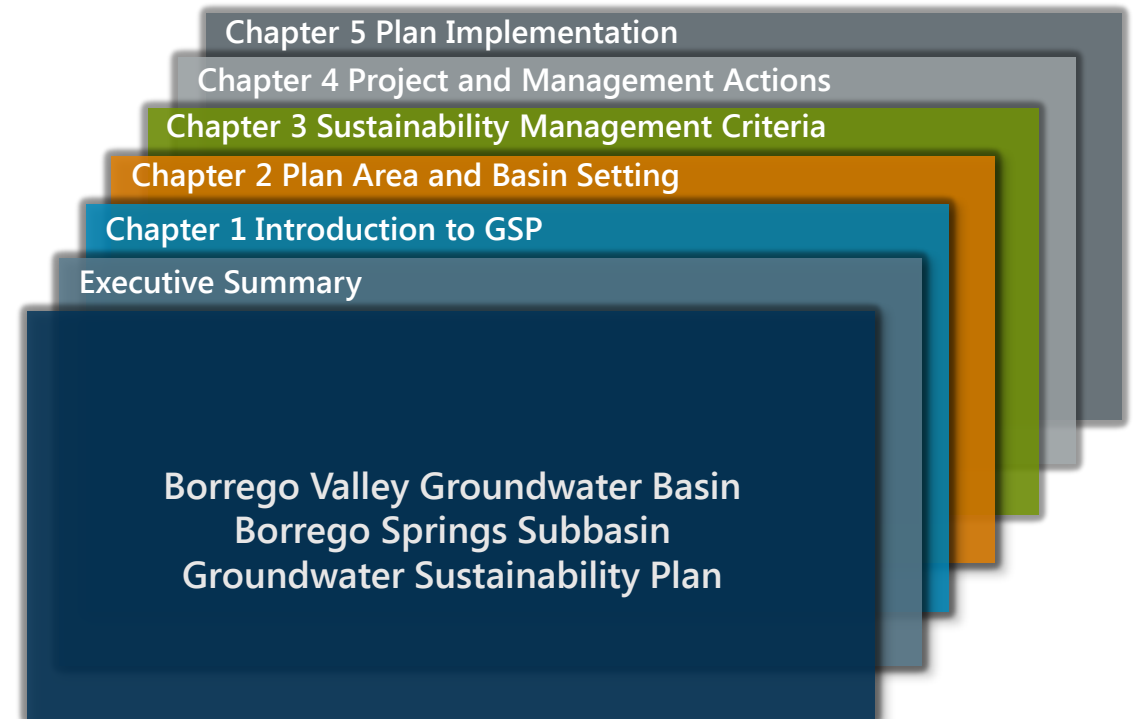 Chapter 5 Plan Implementation
Chapter 4 Project and Management Actions
Chapter 3 Sustainability Management Criteria
Chapter 2 Plan Area and Basin Setting
Chapter 1 Introduction to GSP
Executive Summary
Borrego Valley Groundwater Basin
Borrego Springs Subbasin
Groundwater Sustainability Plan